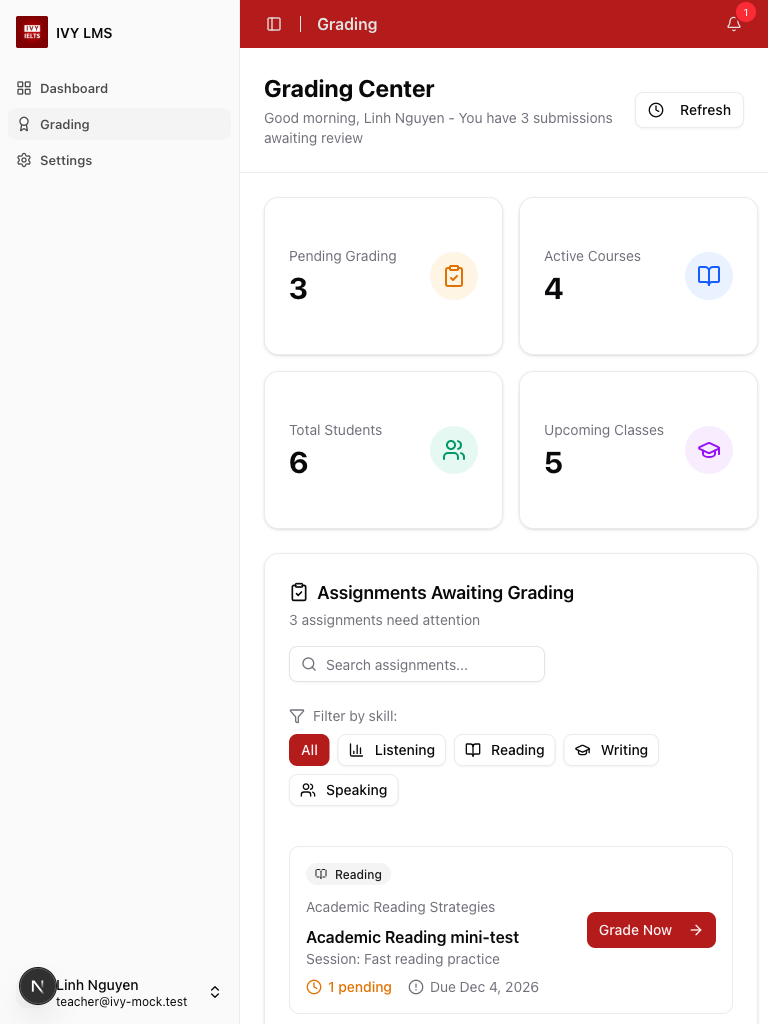 IVY
IELTS
IVY LMS
Dashboard
Grading
Settings
N
Linh Nguyen
teacher@ivy-mock.test
Grading
1
Grading Center
Good morning, Linh Nguyen - You have 3 submissions
awaiting review
Refresh
Pending Grading
3
Active Courses
4
Total Students
6
Upcoming Classes
5
Assignments Awaiting Grading
3 assignments need attention
Search assignments...
Filter by skill:
All
Listening
Reading
Writing
Speaking
Reading
Academic Reading Strategies
Academic Reading mini-test
Session: Fast reading practice
1 pending
Due Dec 4, 2026
Grade Now